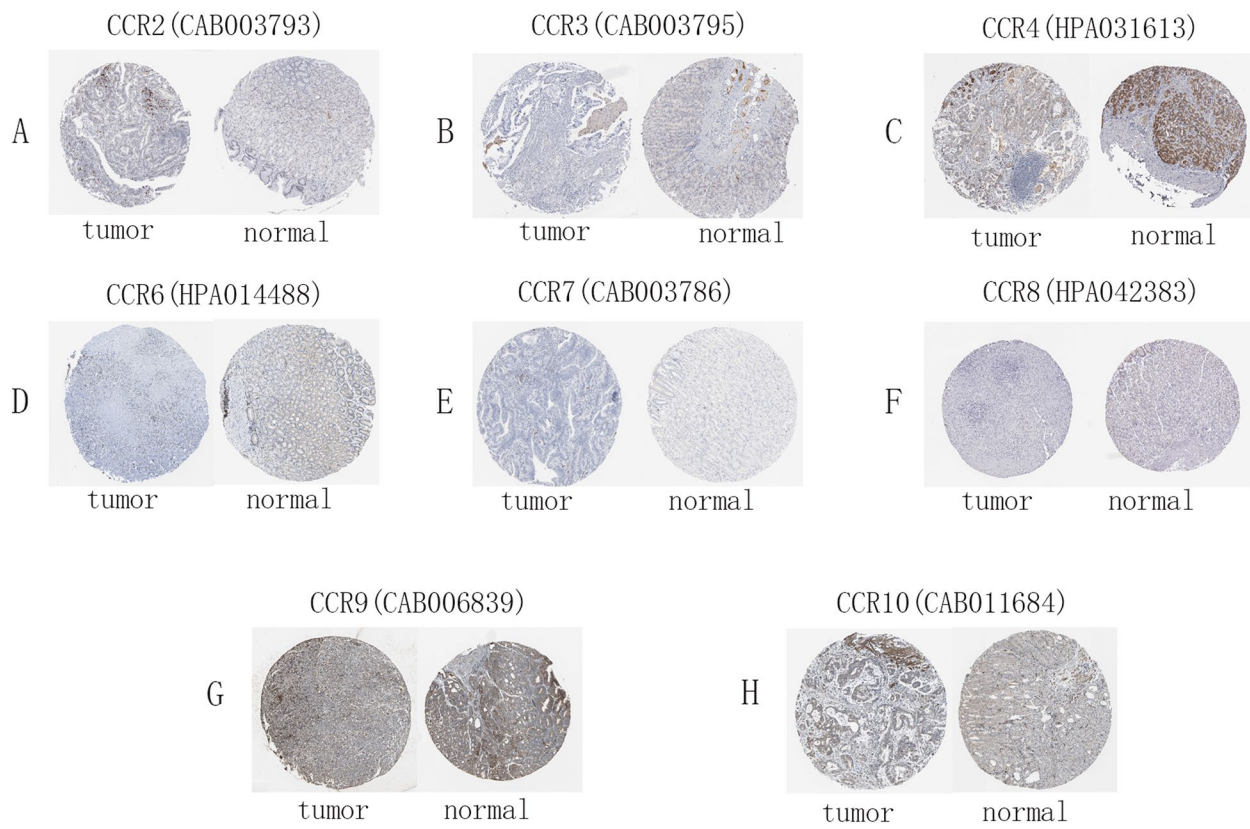 CCR2(CAB003793)
CCR3(CAB003795)
CCR4(HPA031613)
A
B
C
tumor
normal
tumor
normal
tumor
normal
CCR6(HPA014488)
CCR7(CAB003786)
CCR8(HPA042383)
D
E
F
tumor
normal
tumor
normal
tumor
normal
CCR9(CAB006839)
CCR10(CAB011684)
G
H
tumor
normal
tumor
normal